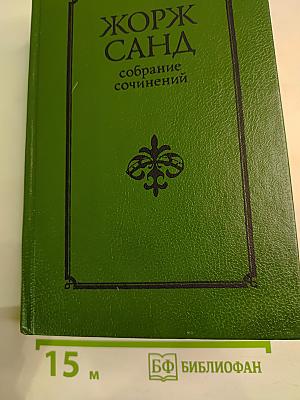 ЖОРЖ
САНД
собрание
сочинений
15 м
БФ БИБЛИОФАН